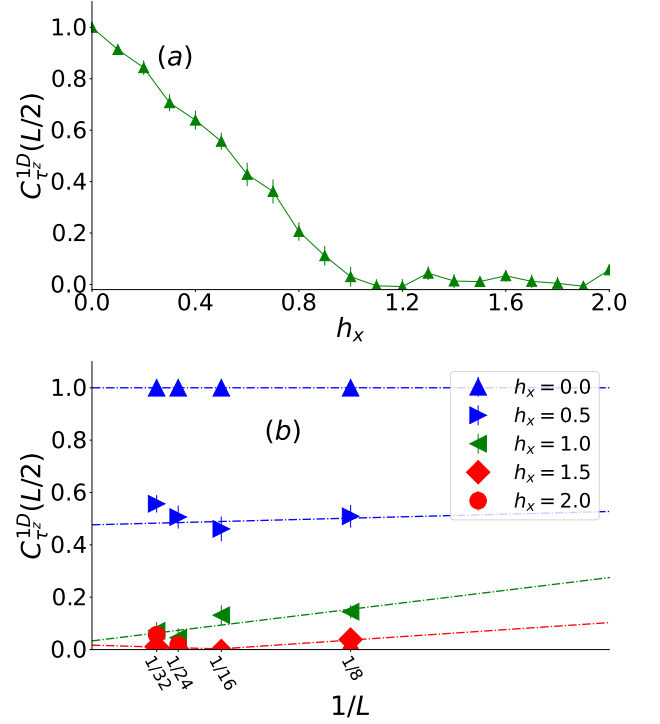 1.0
0.8
0.6
0.4
0.2
0.0
(a)
C^{1D}_{τ^z}(L/2)
0.0 0.4 0.8 1.2 1.6 2.0
h_x
1.0
0.8
0.6
0.4
0.2
0.0
(b)
C^{1D}_{τ^z}(L/2)
h_x = 0.0
h_x = 0.5
h_x = 1.0
h_x = 1.5
h_x = 2.0
1/32 1/24 1/16 1/8
1/L